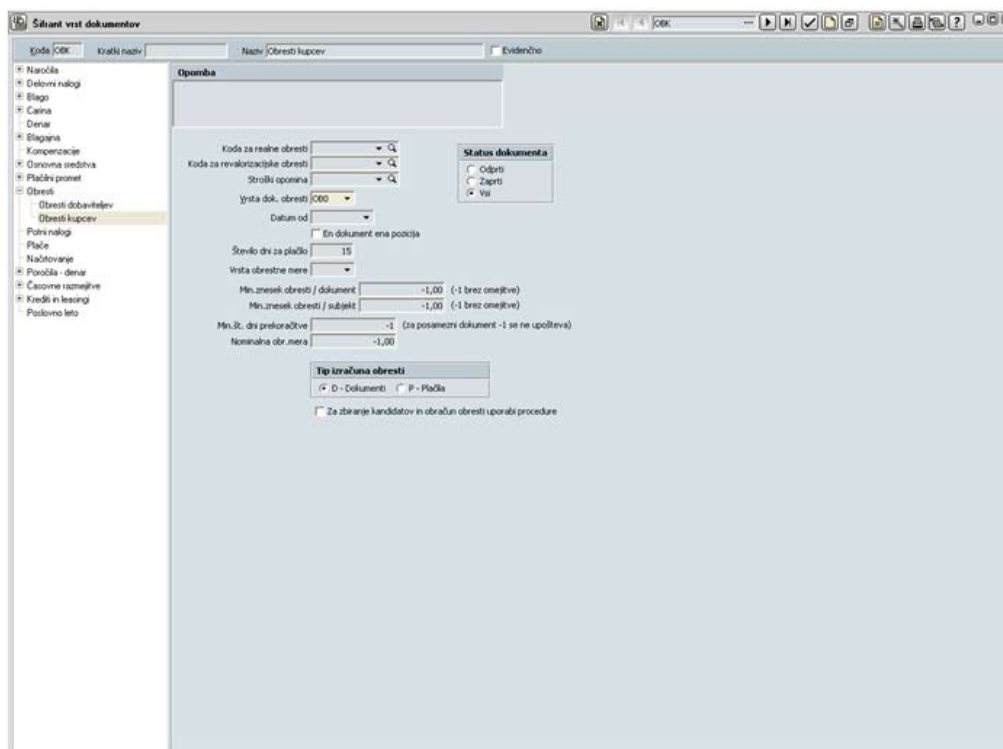 Šifrant vrst dokumentov
OBK
Koda OBK Kratki naziv Naziv Obresti kupcev Evidenčno
Naročila
Delovni nalogi
Blago
Carina
Denar
Blagajna
Kompenzacije
Osnovna sredstva
Plačilni promet
Obresti
Obresti dobaviteljev
Obresti kupcev
Potni nalogi
Plače
Načrtovanje
Poročila - denar
Časovne razmejitve
Krediti in leasingi
Poslovno leto
Opomba
Koda za realne obresti
Koda za revalorizacijske obresti
Stroški opomina
Vrsta dok. obresti OBO
Datum od
En dokument ena pozicija
Število dni za plačilo 15
Vrsta obrestne mere
Min.znesek obresti / dokument -1,00 (-1 brez omejitve)
Min.znesek obresti / subjekt -1,00 (-1 brez omejitve)
Min.št. dni prekoračitve -1 (za posamezni dokument -1 se ne upošteva)
Nominalna obr.mera -1,00
Status dokumenta
Odprti
Zaprti
Vsi
Tip izračuna obresti
D - Dokumenti P - Plačila
Za zbiranje kandidatov in obračun obresti uporabi procedure